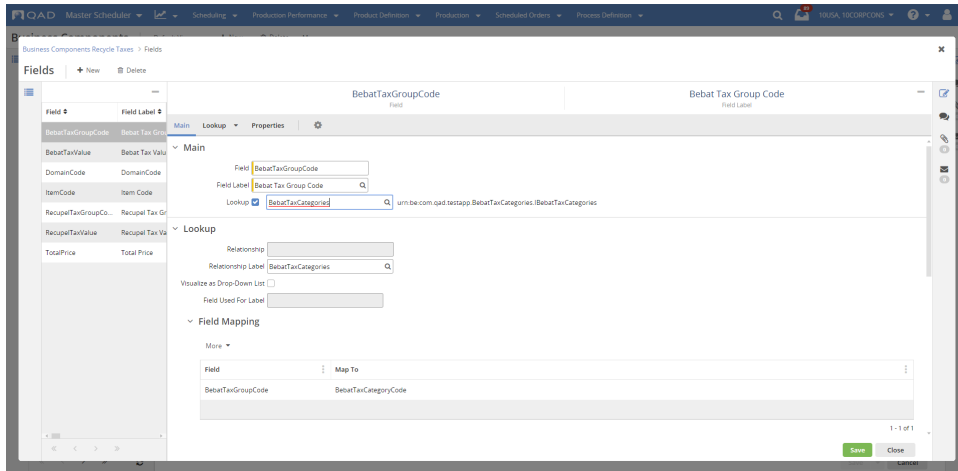 QAD Master Scheduler Scheduling Production Performance Product Definition Production Scheduled Orders Process Definition 10USA, 10CORPCONS
Business Components Recycle Taxes > Fields
Fields + New Delete
BebatTaxGroupCode
Field
Bebat Tax Group Code
Field Label
Field Field Label
BebatTaxGroupCode Bebat Tax Grou
BebatTaxValue Bebat Tax Valu
DomainCode DomainCode
ItemCode Item Code
RecupelTaxGroupCo... Recupel Tax Gr
RecupelTaxValue Recupel Tax Va
TotalPrice Total Price
Main Lookup Properties
Main
Field BebatTaxGroupCode
Field Label Bebat Tax Group Code
Lookup BebatTaxCategories urn:be:com.qad.testapp.BebatTaxCategories.IBebatTaxCategories
Lookup
Relationship
Relationship Label BebatTaxCategories
Visualize as Drop-Down List
Field Used For Label
Field Mapping
More
Field Map To
BebatTaxGroupCode BebatTaxCategoryCode
1 - 1 of 1
Save Close
Cancel